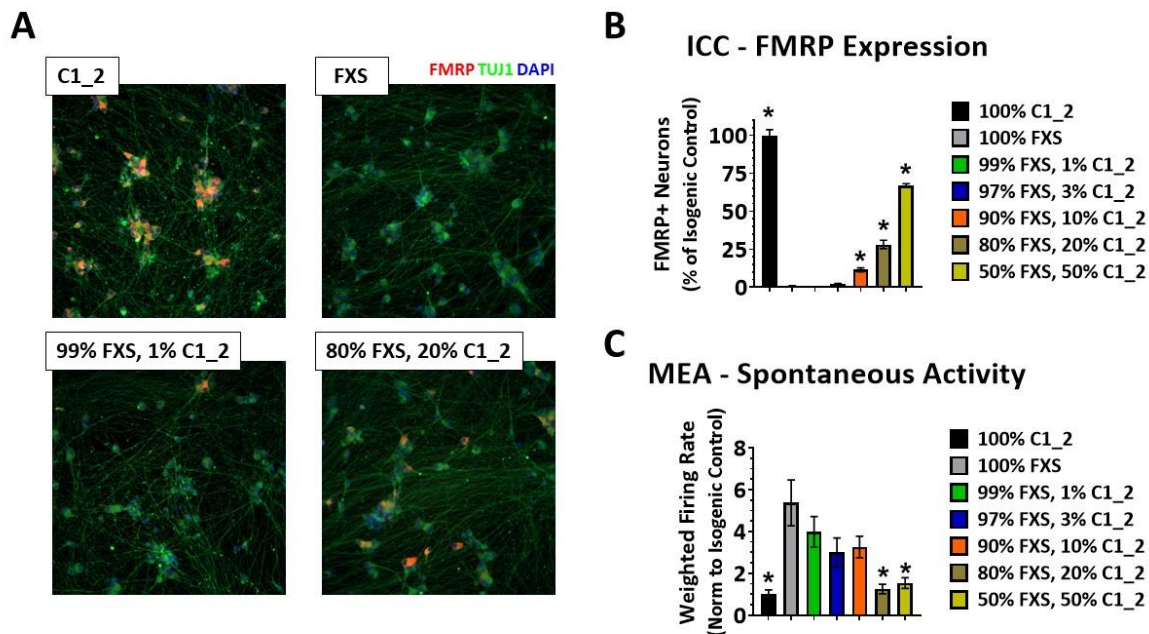 A
C1_2
FXS
FMRP TUJ1 DAPI
99% FXS, 1% C1_2
80% FXS, 20% C1_2
B
ICC - FMRP Expression
FMRP+ Neurons
(% of Isogenic Control)
100
75
50
25
0
*
*
*
*
100% C1_2
100% FXS
99% FXS, 1% C1_2
97% FXS, 3% C1_2
90% FXS, 10% C1_2
80% FXS, 20% C1_2
50% FXS, 50% C1_2
C
MEA - Spontaneous Activity
Weighted Firing Rate
(Norm to Isogenic Control)
8
6
4
2
0
*
*
*
100% C1_2
100% FXS
99% FXS, 1% C1_2
97% FXS, 3% C1_2
90% FXS, 10% C1_2
80% FXS, 20% C1_2
50% FXS, 50% C1_2